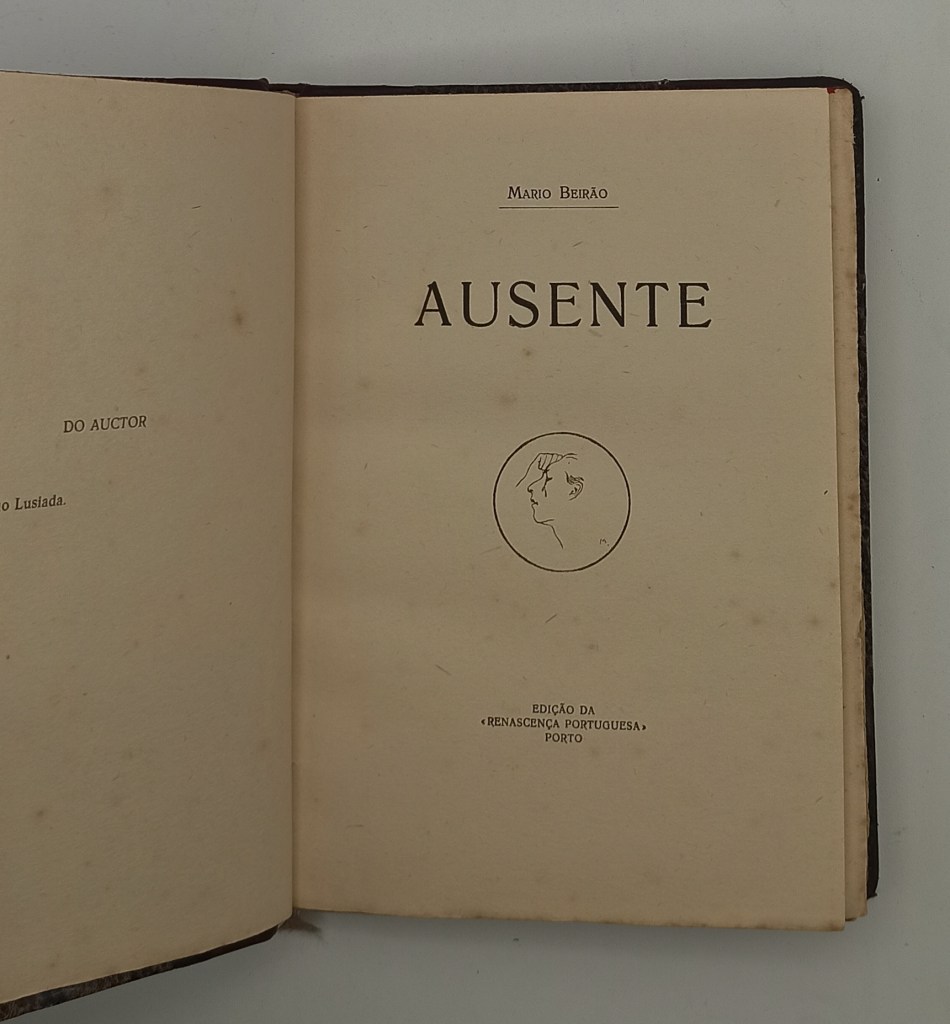 DO AUCTOR
o Lusiada.
MARIO BEIRÃO
AUSENTE
M.
EDIÇÃO DA
«RENASCENÇA PORTUGUESA»
PORTO